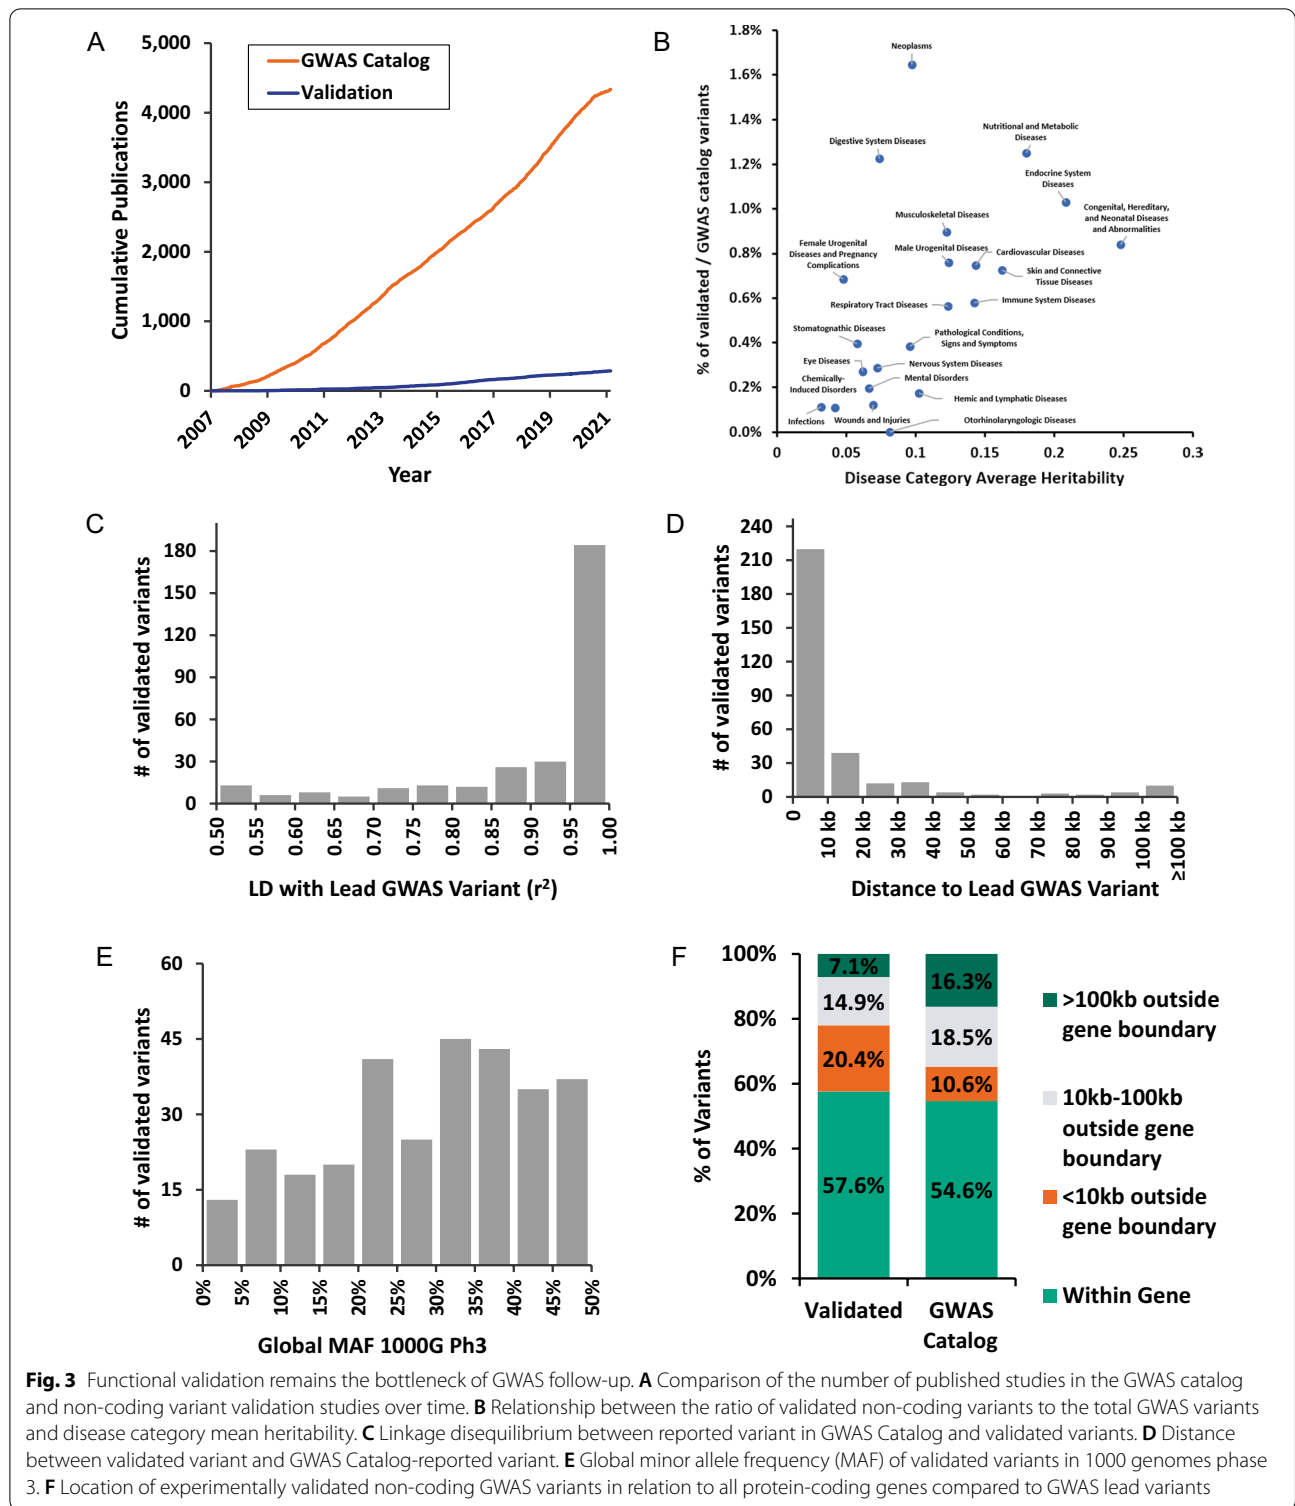 A
5,000
4,000
3,000
2,000
1,000
0
Cumulative Publications
GWAS Catalog
Validation
2007
2009
2011
2013
2015
2017
2019
2021
Year
B
1.8%
1.6%
1.4%
1.2%
1.0%
0.8%
0.6%
0.4%
0.2%
0.0%
% of validated / GWAS catalog variants
Neoplasms
Digestive System Diseases
Nutritional and Metabolic
Diseases
Endocrine System
Diseases
Congenital, Hereditary,
and Neonatal Diseases
and Abnormalities
Musculoskeletal Diseases
Female Urogenital
Diseases and Pregnancy
Complications
Male Urogenital Diseases
Cardiovascular Diseases
Skin and Connective
Tissue Diseases
Respiratory Tract Diseases
Immune System Diseases
Stomatognathic Diseases
Pathological Conditions,
Signs and Symptoms
Eye Diseases
Nervous System Diseases
Chemically-
Induced Disorders
Mental Disorders
Hemic and Lymphatic Diseases
Infections
Wounds and Injuries
Otorhinolaryngologic Diseases
0
0.05
0.1
0.15
0.2
0.25
0.3
Disease Category Average Heritability
C
180
150
120
90
60
30
0
# of validated variants
0.50
0.55
0.60
0.65
0.70
0.75
0.80
0.85
0.90
0.95
1.00
LD with Lead GWAS Variant (r²)
D
240
210
180
150
120
90
60
30
0
# of validated variants
0
10 kb
20 kb
30 kb
40 kb
50 kb
60 kb
70 kb
80 kb
90 kb
100 kb
≥100 kb
Distance to Lead GWAS Variant
E
60
45
30
15
0
# of validated variants
0%
5%
10%
15%
20%
25%
30%
35%
40%
45%
50%
Global MAF 1000G Ph3
F
100%
80%
60%
40%
20%
0%
% of Variants
7.1%
14.9%
20.4%
57.6%
16.3%
18.5%
10.6%
54.6%
Validated
GWAS
Catalog
>100kb outside
gene boundary
10kb-100kb
outside gene
boundary
<10kb outside
gene boundary
Within Gene
Fig. 3 Functional validation remains the bottleneck of GWAS follow-up. A Comparison of the number of published studies in the GWAS catalog
and non-coding variant validation studies over time. B Relationship between the ratio of validated non-coding variants to the total GWAS variants
and disease category mean heritability. C Linkage disequilibrium between reported variant in GWAS Catalog and validated variants. D Distance
between validated variant and GWAS Catalog-reported variant. E Global minor allele frequency (MAF) of validated variants in 1000 genomes phase
3. F Location of experimentally validated non-coding GWAS variants in relation to all protein-coding genes compared to GWAS lead variants